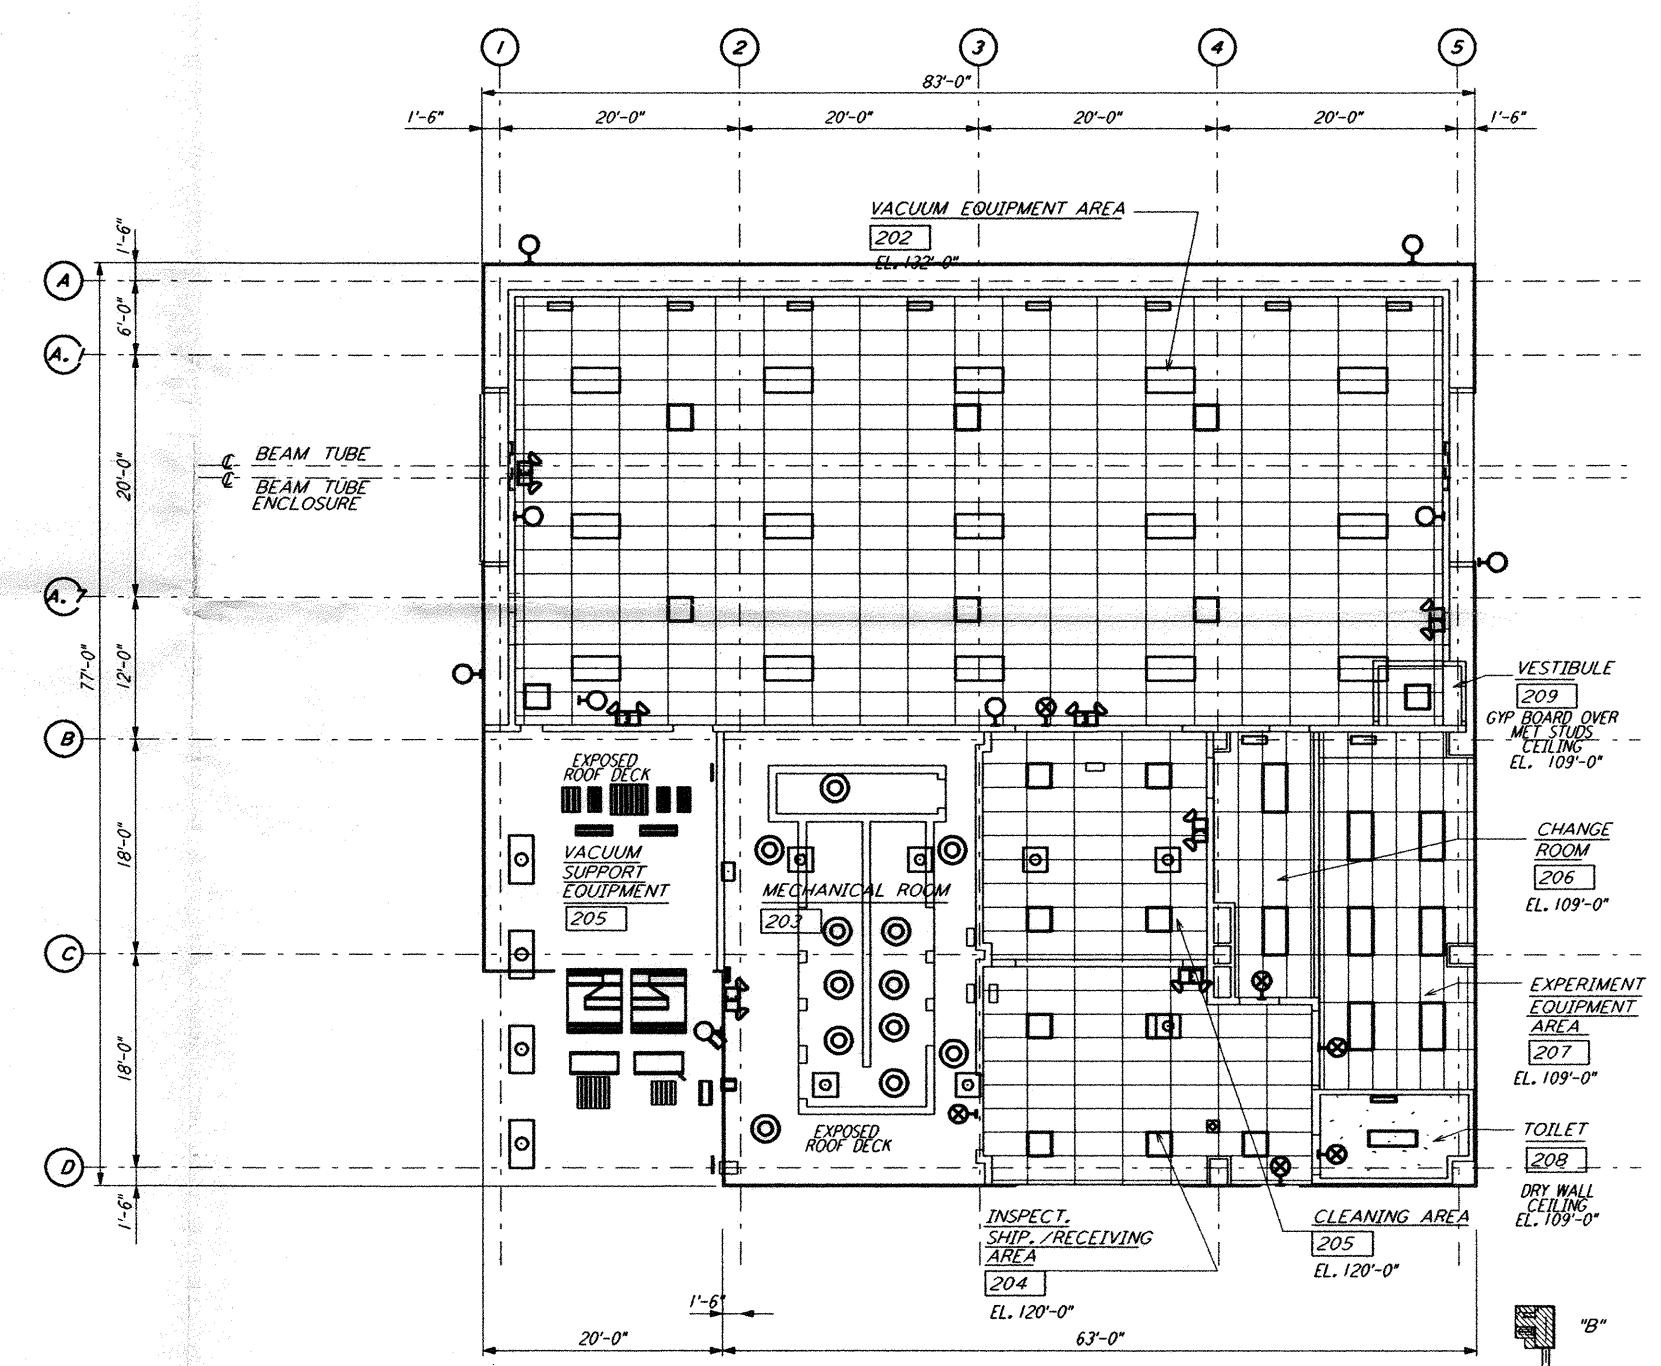 1 2 3 4 5
83'-0"
1'-6" 20'-0" 20'-0" 20'-0" 20'-0" 1'-6"
VACUUM EQUIPMENT AREA
202
EL. 132'-0"
1'-6"
A
6'-0"
A.1
20'-0"
℄ BEAM TUBE
℄ BEAM TUBE
ENCLOSURE
A.7
77'-0"
12'-0"
B
VESTIBULE
209
GYP BOARD OVER
MET STUDS
CEILING
EL. 109'-0"
EXPOSED
ROOF DECK
18'-0"
VACUUM
SUPPORT
EQUIPMENT
205
MECHANICAL ROOM
203
CHANGE
ROOM
206
EL. 109'-0"
C
EXPERIMENT
EQUIPMENT
AREA
207
EL. 109'-0"
18'-0"
EXPOSED
ROOF DECK
TOILET
208
DRY WALL
CEILING
EL. 109'-0"
D
1'-6"
INSPECT.
SHIP./RECEIVING
AREA
204
EL. 120'-0"
CLEANING AREA
205
EL. 120'-0"
1'-6"
20'-0" 63'-0"
"B"